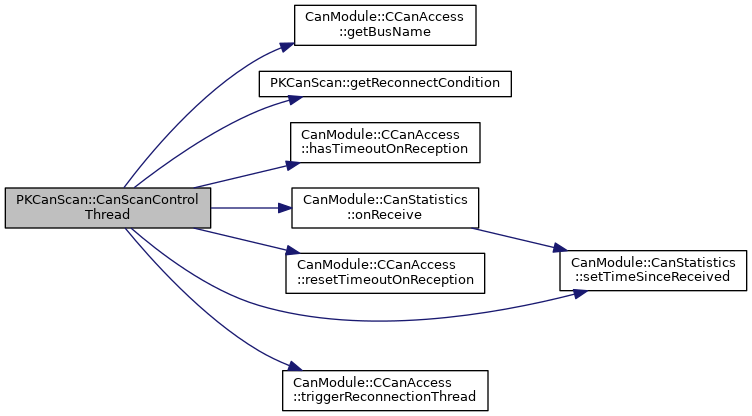 CanModule::CCanAccess
::getBusName
PKCanScan::getReconnectCondition
CanModule::CCanAccess
::hasTimeoutOnReception
PKCanScan::CanScanControl
Thread
CanModule::CanStatistics
::onReceive
CanModule::CCanAccess
::resetTimeoutOnReception
CanModule::CanStatistics
::setTimeSinceReceived
CanModule::CCanAccess
::triggerReconnectionThread